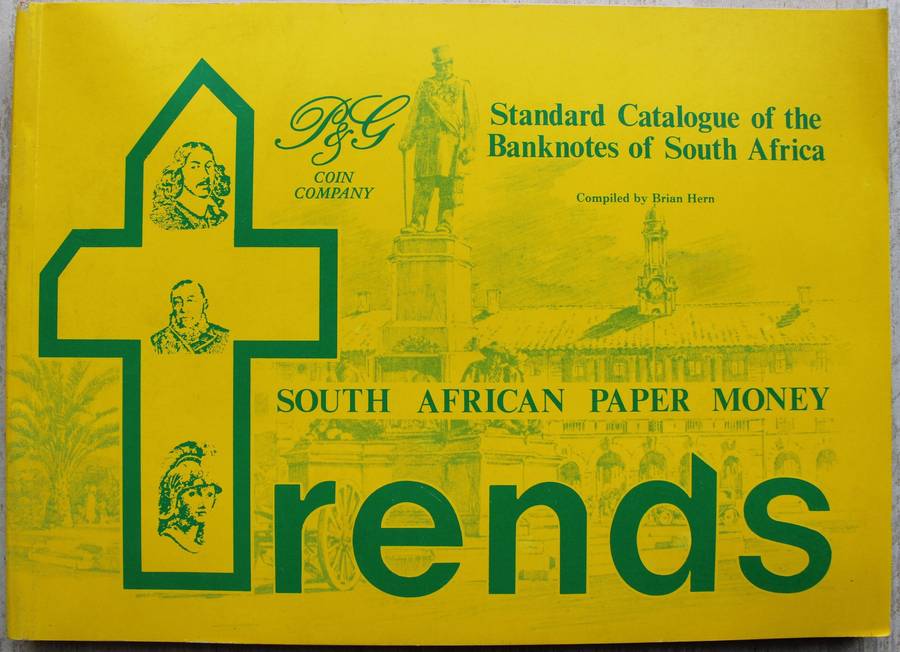 P&G
COIN
COMPANY
Standard Catalogue of the
Banknotes of South Africa
Compiled by Brian Hern
SOUTH AFRICAN PAPER MONEY
trends